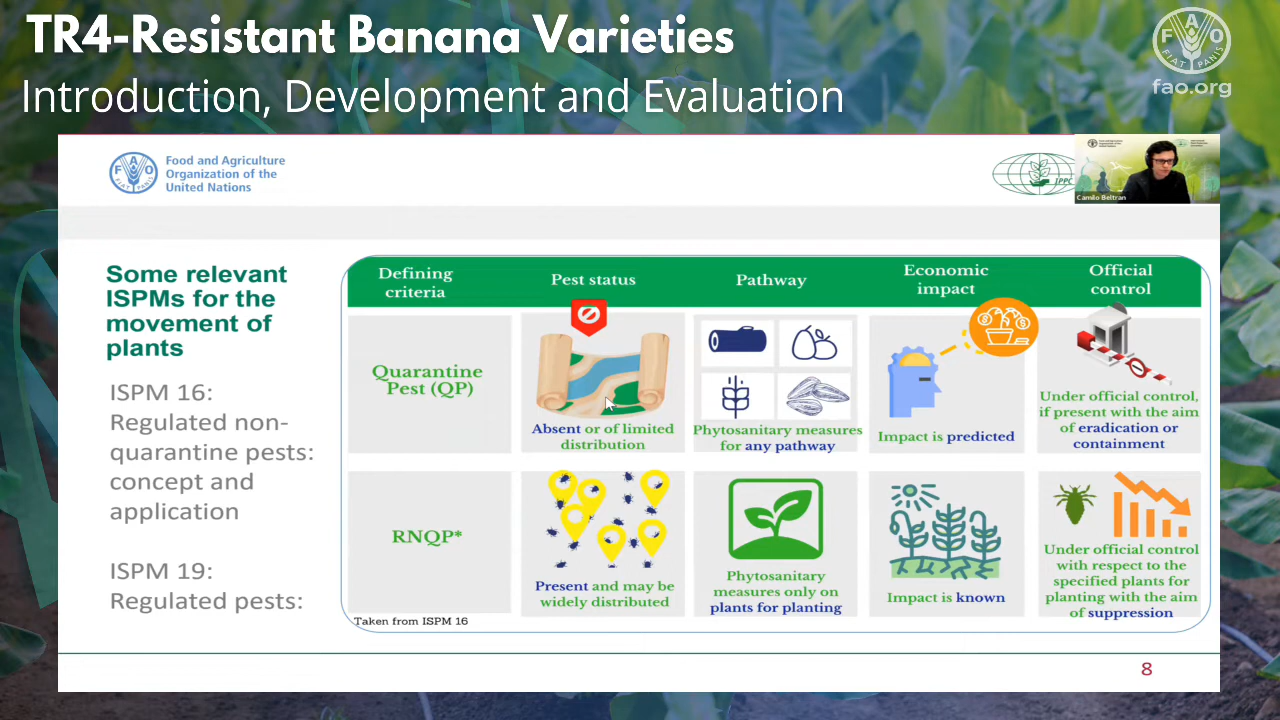 TR4-Resistant Banana Varieties
Introduction, Development and Evaluation
FAO
FIAT PANIS
fao.org
FAO
FIAT PANIS
Food and Agriculture
Organization of the
United Nations
IPPC
Camilo Beltran
Some relevant
ISPMs for the
movement of
plants
ISPM 16:
Regulated non-
quarantine pests:
concept and
application
ISPM 19:
Regulated pests:
Defining
criteria
Pest status
Pathway
Economic
impact
Official
control
Quarantine
Pest (QP)
Absent or of limited
distribution
Phytosanitary measures
for any pathway
Impact is predicted
Under official control,
if present with the aim
of eradication or
containment
RNQP*
Present and may be
widely distributed
Phytosanitary
measures only on
plants for planting
Impact is known
Under official control
with respect to the
specified plants for
planting with the aim
of suppression
Taken from ISPM 16
8